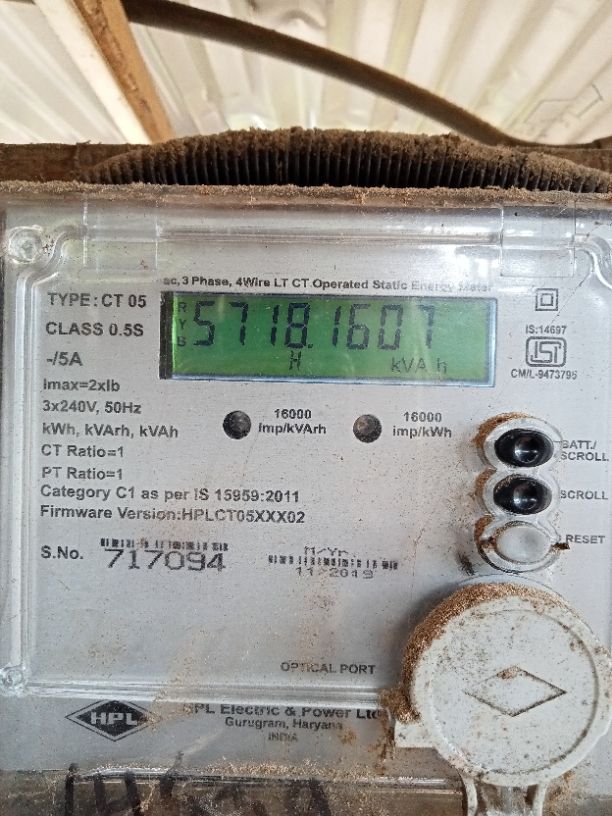 ac, 3 Phase, 4Wire LT CT Operated Static Energy Meter
TYPE: CT 05
CLASS 0.5S
-/5A
Imax=2xIb
3x240V, 50Hz
kWh, kVArh, kVAh
CT Ratio=1
PT Ratio=1
Category C1 as per IS 15959:2011
Firmware Version:HPLCT05XXX02
S.No.
717094
M/Yr.
11/2019
R
Y
B
5718.1607
kVA h
16000
imp/kVArh
16000
imp/kWh
IS:14697
ISI
CM/L-9473795
BATT./
SCROLL
SCROLL
RESET
OPTICAL PORT
HPL
HPL Electric & Power Ltd
Gurugram, Haryana
INDIA